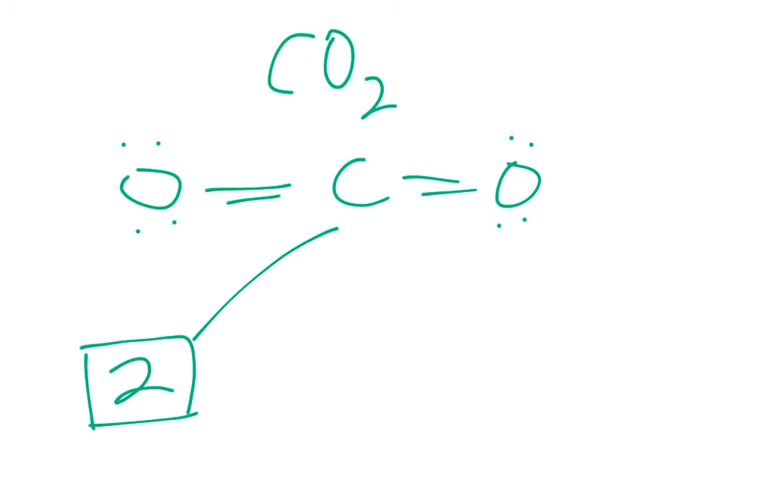 CO₂
O = C = O
2